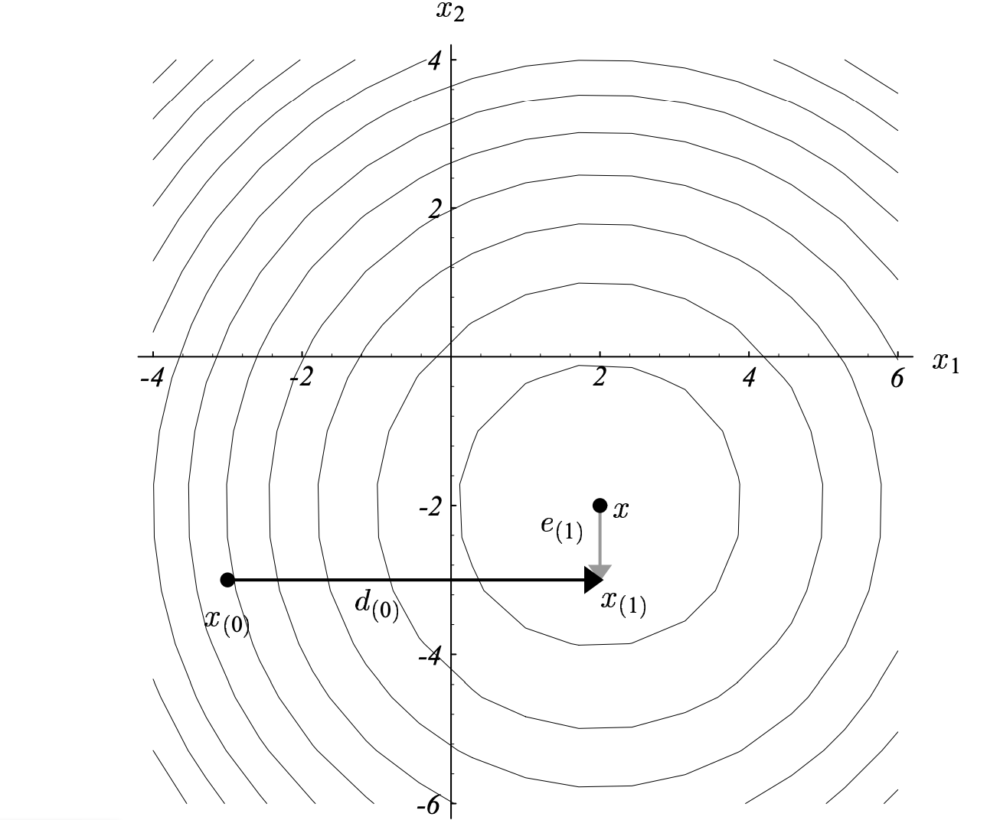 x₂
4
2
-4 -2 2 4 6 x₁
-2 x
e₍₁₎
d₍₀₎ x₍₁₎
x₍₀₎
-4
-6